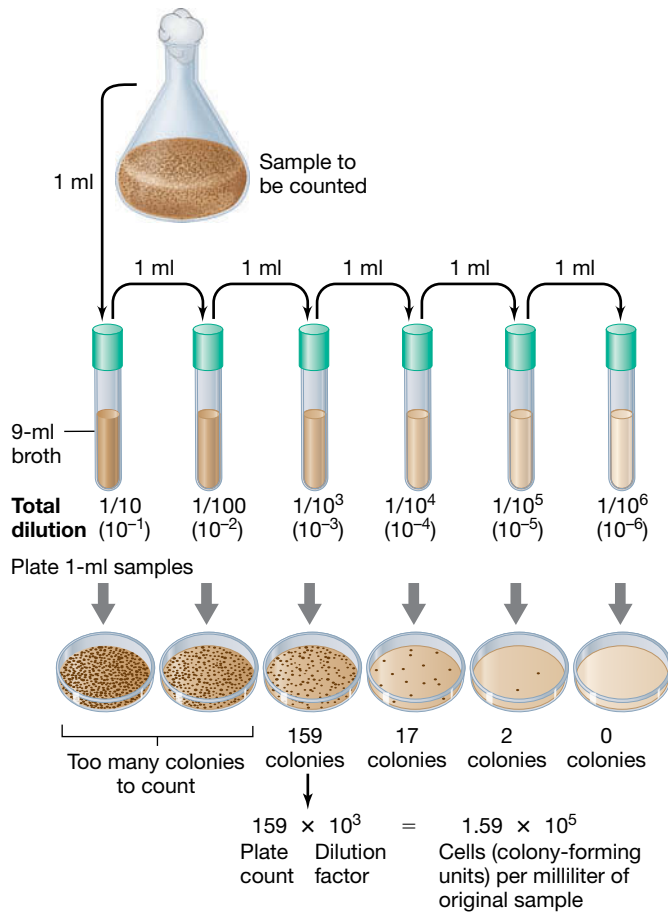 Sample to
be counted
1 ml
1 ml
1 ml
1 ml
1 ml
1 ml
9-ml
broth
Total 1/10 1/100 1/10³ 1/10⁴ 1/10⁵ 1/10⁶
dilution (10⁻¹) (10⁻²) (10⁻³) (10⁻⁴) (10⁻⁵) (10⁻⁶)
Plate 1-ml samples
Too many colonies
to count
159
colonies
17
colonies
2
colonies
0
colonies
159 × 10³ = 1.59 × 10⁵
Plate
count
Dilution
factor
Cells (colony-forming
units) per milliliter of
original sample